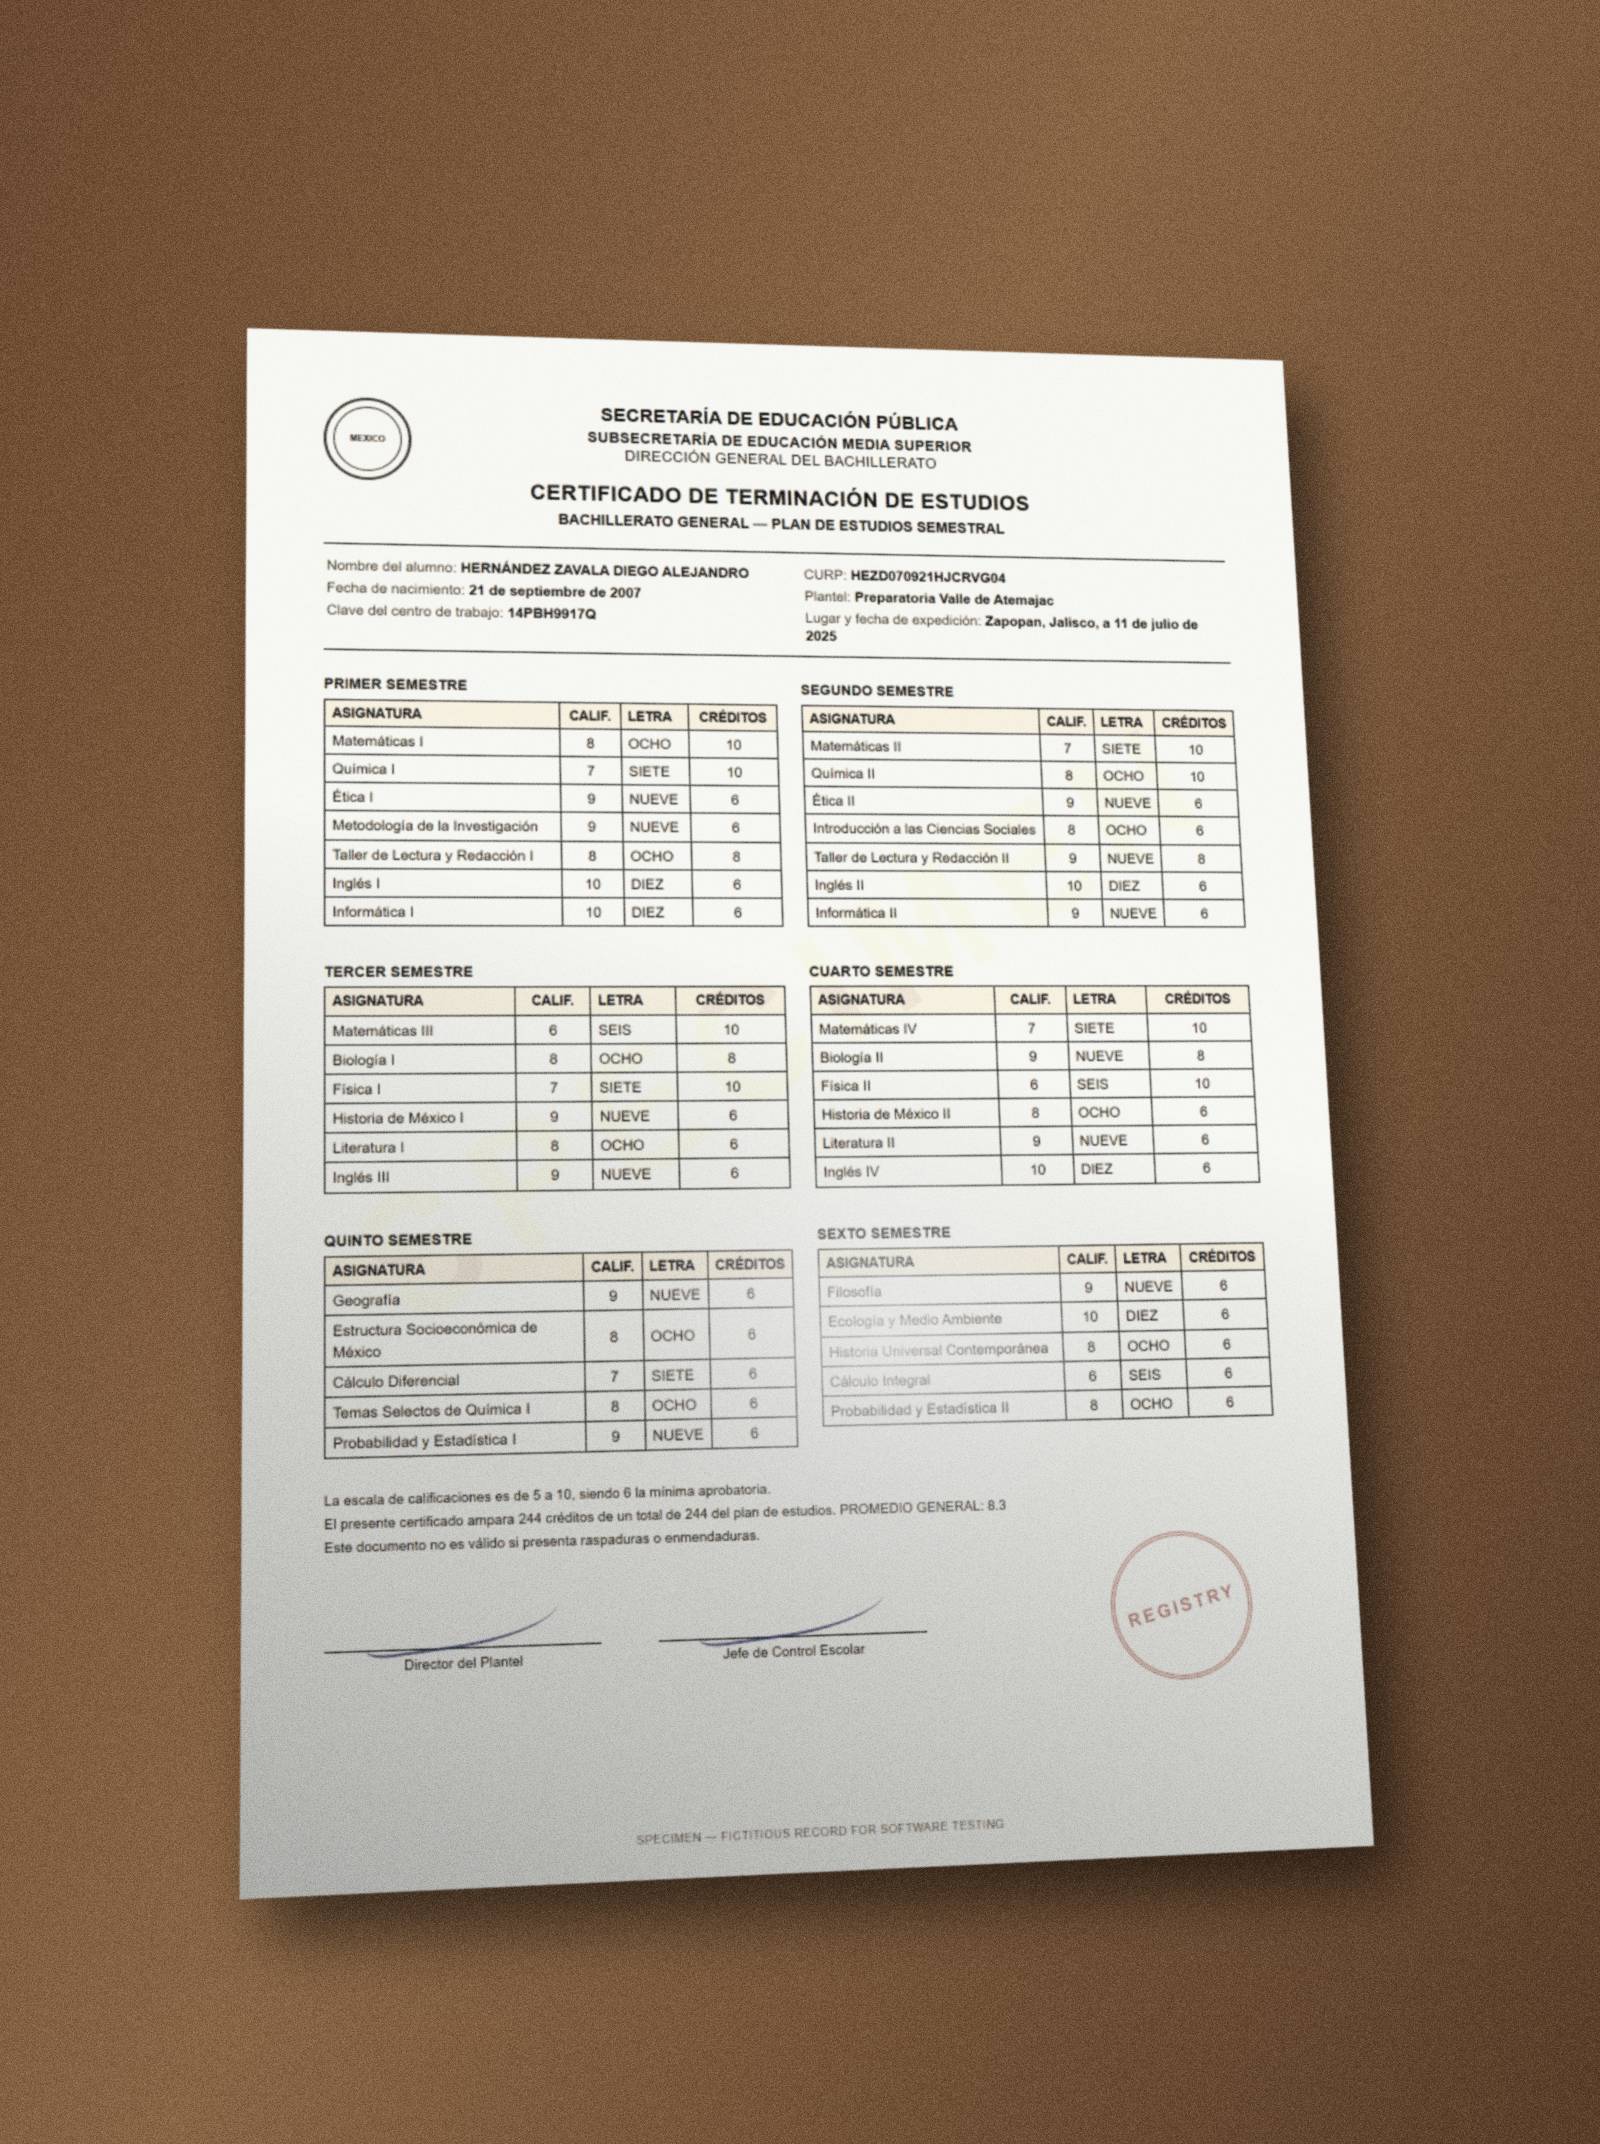 MEXICO
SECRETARÍA DE EDUCACIÓN PÚBLICA
SUBSECRETARÍA DE EDUCACIÓN MEDIA SUPERIOR
DIRECCIÓN GENERAL DEL BACHILLERATO
CERTIFICADO DE TERMINACIÓN DE ESTUDIOS
BACHILLERATO GENERAL — PLAN DE ESTUDIOS SEMESTRAL
Nombre del alumno: HERNÁNDEZ ZAVALA DIEGO ALEJANDRO
Fecha de nacimiento: 21 de septiembre de 2007
Clave del centro de trabajo: 14PBH9917Q
CURP: HEZD070921HJCRVG04
Plantel: Preparatoria Valle de Atemajac
Lugar y fecha de expedición: Zapopan, Jalisco, a 11 de julio de
2025
PRIMER SEMESTRE
ASIGNATURA CALIF. LETRA CRÉDITOS
Matemáticas I 8 OCHO 10
Química I 7 SIETE 10
Ética I 9 NUEVE 6
Metodología de la Investigación 9 NUEVE 6
Taller de Lectura y Redacción I 8 OCHO 8
Inglés I 10 DIEZ 6
Informática I 10 DIEZ 6
SEGUNDO SEMESTRE
ASIGNATURA CALIF. LETRA CRÉDITOS
Matemáticas II 7 SIETE 10
Química II 8 OCHO 10
Ética II 9 NUEVE 6
Introducción a las Ciencias Sociales 8 OCHO 6
Taller de Lectura y Redacción II 9 NUEVE 8
Inglés II 10 DIEZ 6
Informática II 9 NUEVE 6
TERCER SEMESTRE
ASIGNATURA CALIF. LETRA CRÉDITOS
Matemáticas III 6 SEIS 10
Biología I 8 OCHO 8
Física I 7 SIETE 10
Historia de México I 9 NUEVE 6
Literatura I 8 OCHO 6
Inglés III 9 NUEVE 6
CUARTO SEMESTRE
ASIGNATURA CALIF. LETRA CRÉDITOS
Matemáticas IV 7 SIETE 10
Biología II 9 NUEVE 8
Física II 6 SEIS 10
Historia de México II 8 OCHO 6
Literatura II 9 NUEVE 6
Inglés IV 10 DIEZ 6
QUINTO SEMESTRE
ASIGNATURA CALIF. LETRA CRÉDITOS
Geografía 9 NUEVE 6
Estructura Socioeconómica de
México 8 OCHO 6
Cálculo Diferencial 7 SIETE 6
Temas Selectos de Química I 8 OCHO 6
Probabilidad y Estadística I 9 NUEVE 6
SEXTO SEMESTRE
ASIGNATURA CALIF. LETRA CRÉDITOS
Filosofía 9 NUEVE 6
Ecología y Medio Ambiente 10 DIEZ 6
Historia Universal Contemporánea 8 OCHO 6
Cálculo Integral 6 SEIS 6
Probabilidad y Estadística II 8 OCHO 6
La escala de calificaciones es de 5 a 10, siendo 6 la mínima aprobatoria.
El presente certificado ampara 244 créditos de un total de 244 del plan de estudios. PROMEDIO GENERAL: 8.3
Este documento no es válido si presenta raspaduras o enmendaduras.
Director del Plantel
Jefe de Control Escolar
REGISTRY
SPECIMEN — FICTITIOUS RECORD FOR SOFTWARE TESTING